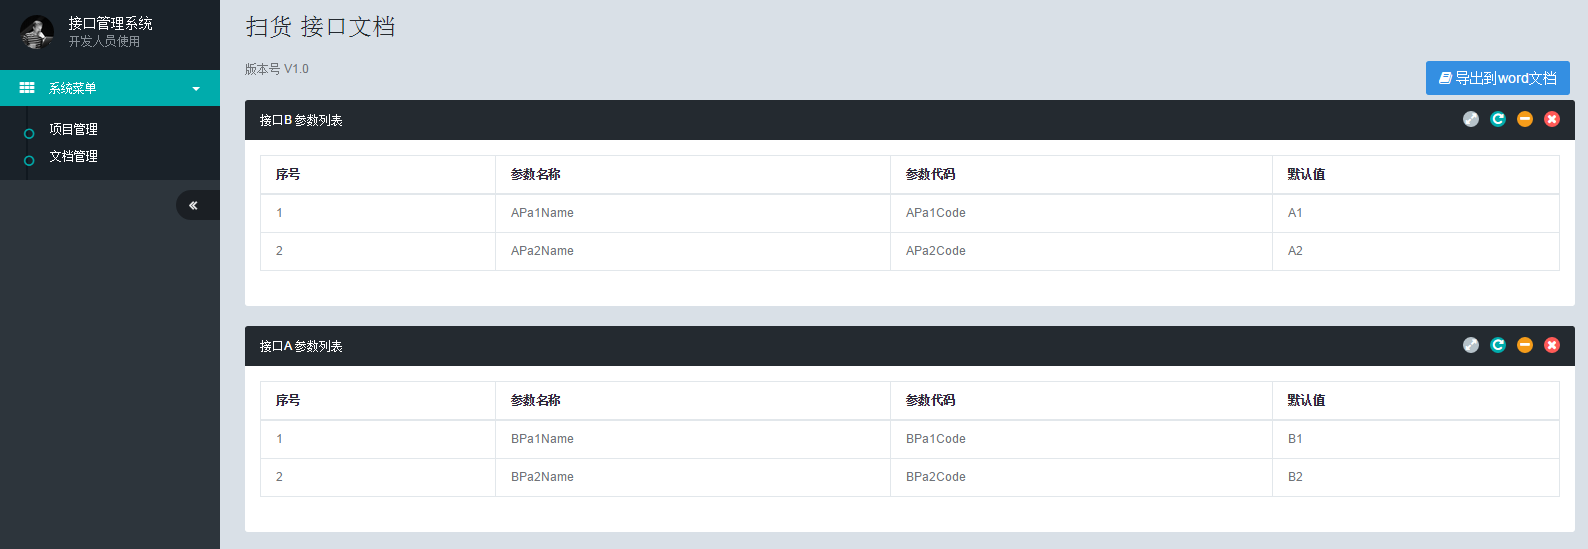 接口管理系统
开发人员使用
系统菜单
项目管理
文档管理
扫货 接口文档
版本号 V1.0
导出到word文档
接口B 参数列表
序号 参数名称 参数代码 默认值
1 APa1Name APa1Code A1
2 APa2Name APa2Code A2
接口A 参数列表
序号 参数名称 参数代码 默认值
1 BPa1Name BPa1Code B1
2 BPa2Name BPa2Code B2